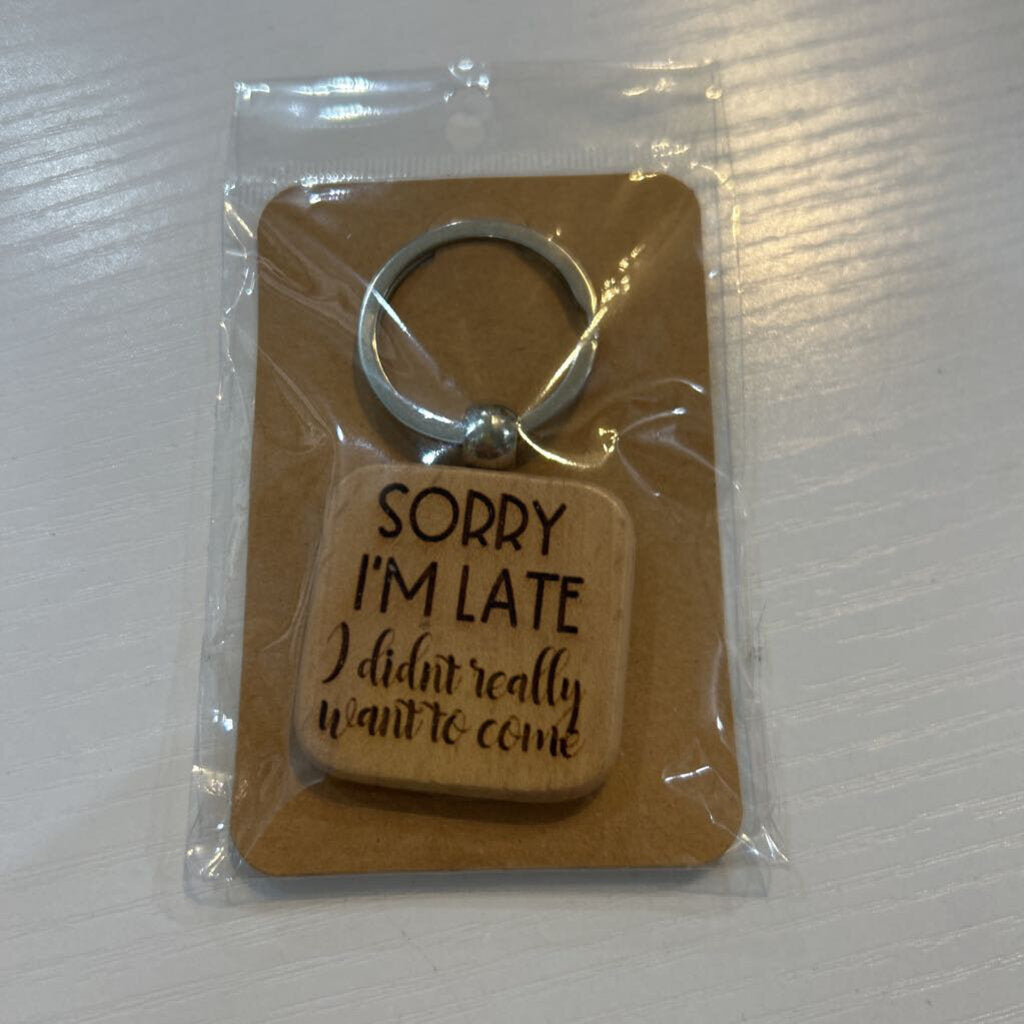 SORRY
I'M LATE
I didnt really
want to come